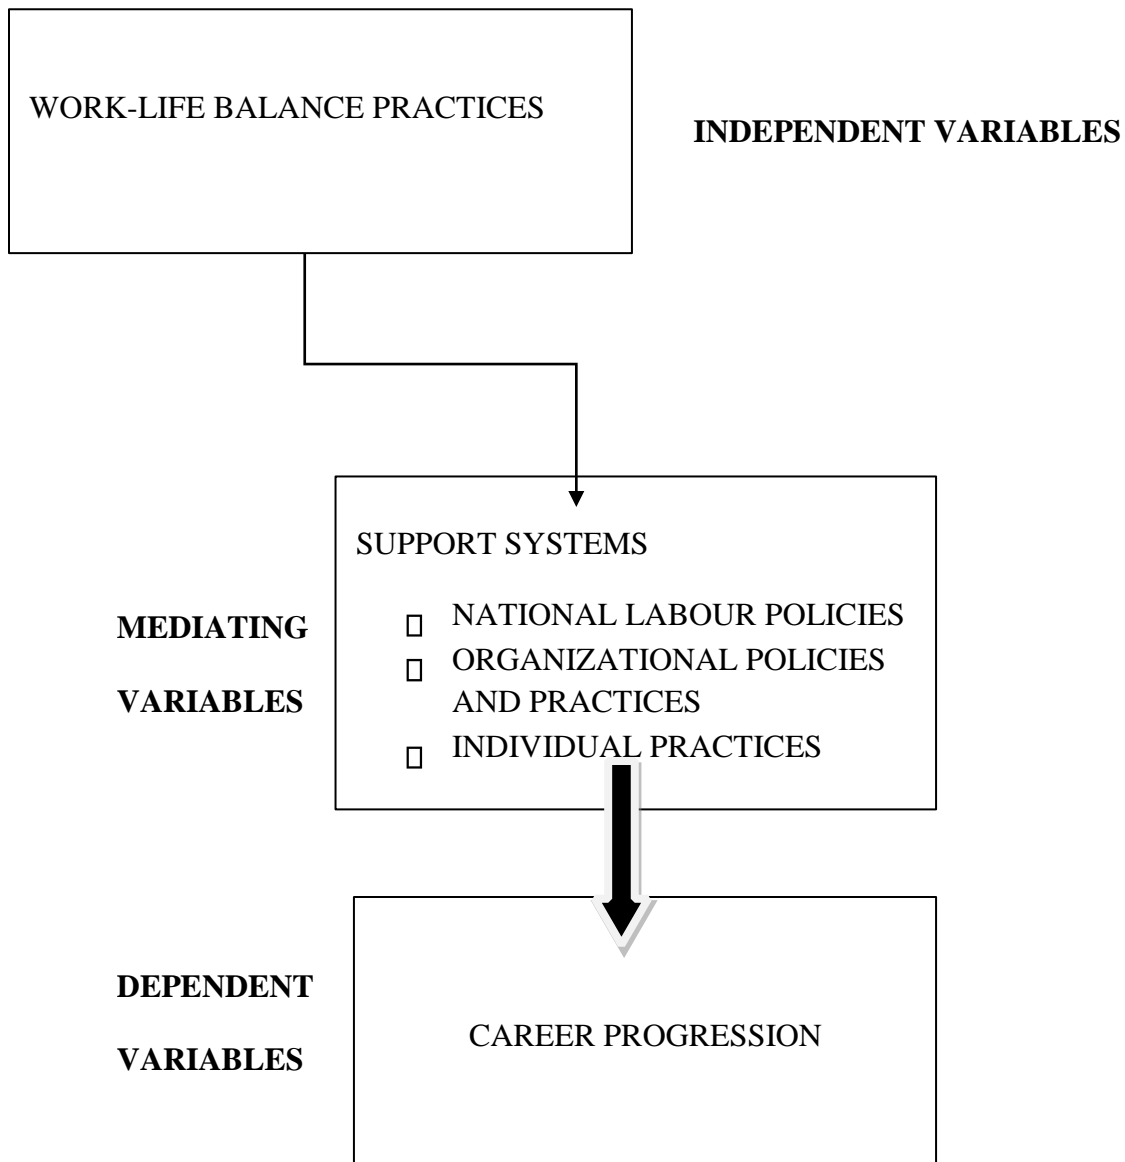 WORK-LIFE BALANCE PRACTICES
INDEPENDENT VARIABLES
SUPPORT SYSTEMS
MEDIATING
VARIABLES
NATIONAL LABOUR POLICIES
ORGANIZATIONAL POLICIES
AND PRACTICES
INDIVIDUAL PRACTICES
DEPENDENT
VARIABLES
CAREER PROGRESSION